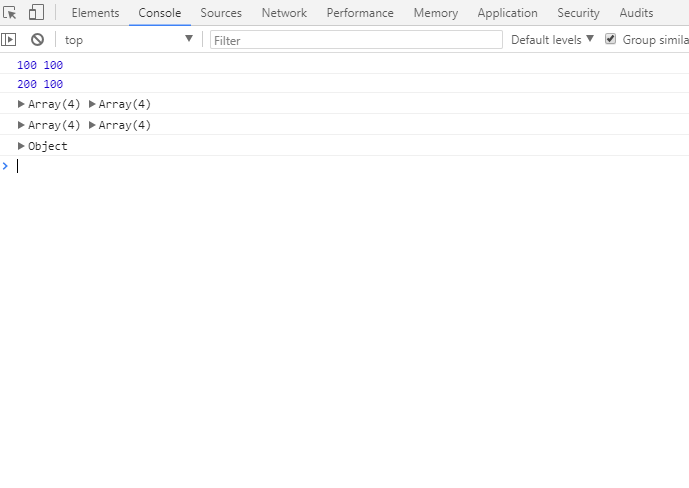 Elements Console Sources Network Performance Memory Application Security Audits
top Filter Default levels Group simila
100 100
200 100
Array(4) Array(4)
Array(4) Array(4)
Object